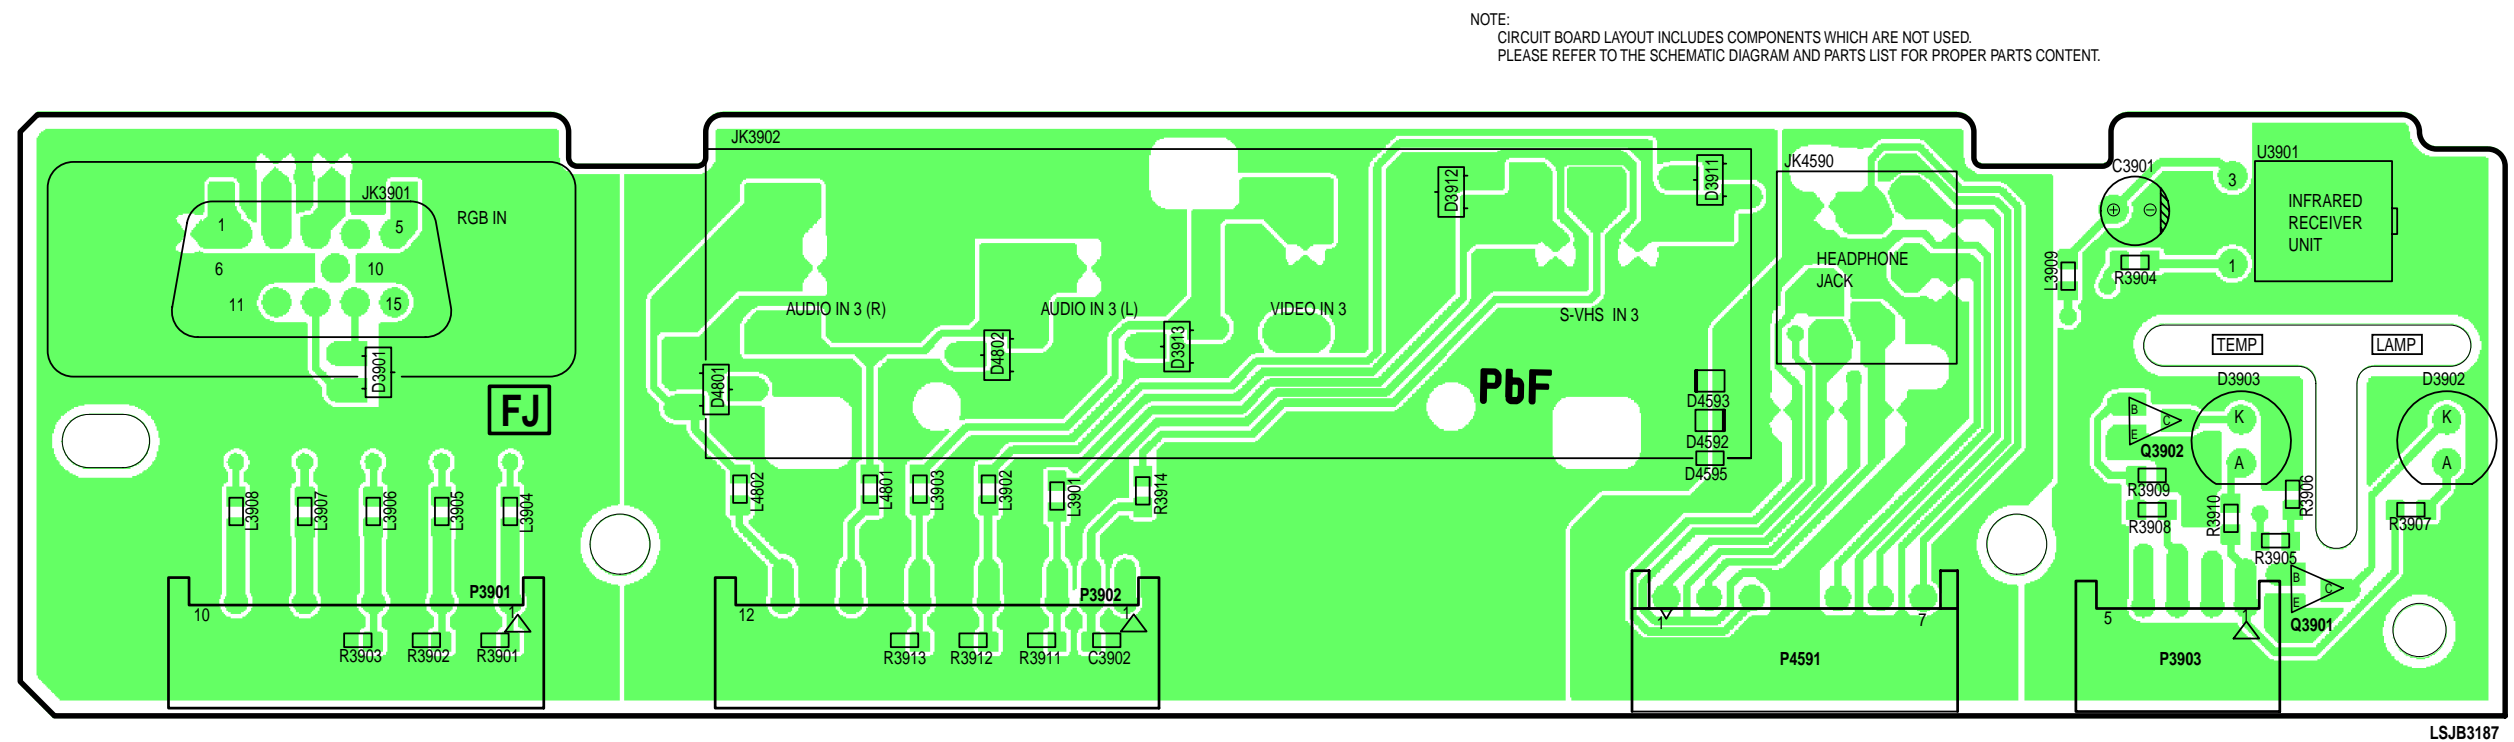 NOTE:
CIRCUIT BOARD LAYOUT INCLUDES COMPONENTS WHICH ARE NOT USED.
PLEASE REFER TO THE SCHEMATIC DIAGRAM AND PARTS LIST FOR PROPER PARTS CONTENT.
JK3902
JK3901
RGB IN
1
5
6
10
11
15
D3901
FJ
D3912
D3911
JK4590
C3901
U3901
3
INFRARED
RECEIVER
UNIT
1
HEADPHONE
JACK
L3909
R3904
AUDIO IN 3 (R)
AUDIO IN 3 (L)
VIDEO IN 3
S-VHS IN 3
D4801
D4802
D3913
PbF
D4593
D4592
D4595
TEMP
LAMP
D3903
D3902
K
A
K
A
B
C
E
Q3902
R3909
R3908
R3910
R3906
R3905
R3907
L3908
L3907
L3906
L3905
L3904
L4802
L4801
L3903
L3902
L3901
R3914
B
C
E
Q3901
10
P3901
1
R3903
R3902
R3901
12
P3902
1
R3913
R3912
R3911
C3902
1
7
P4591
5
1
P3903
LSJB3187